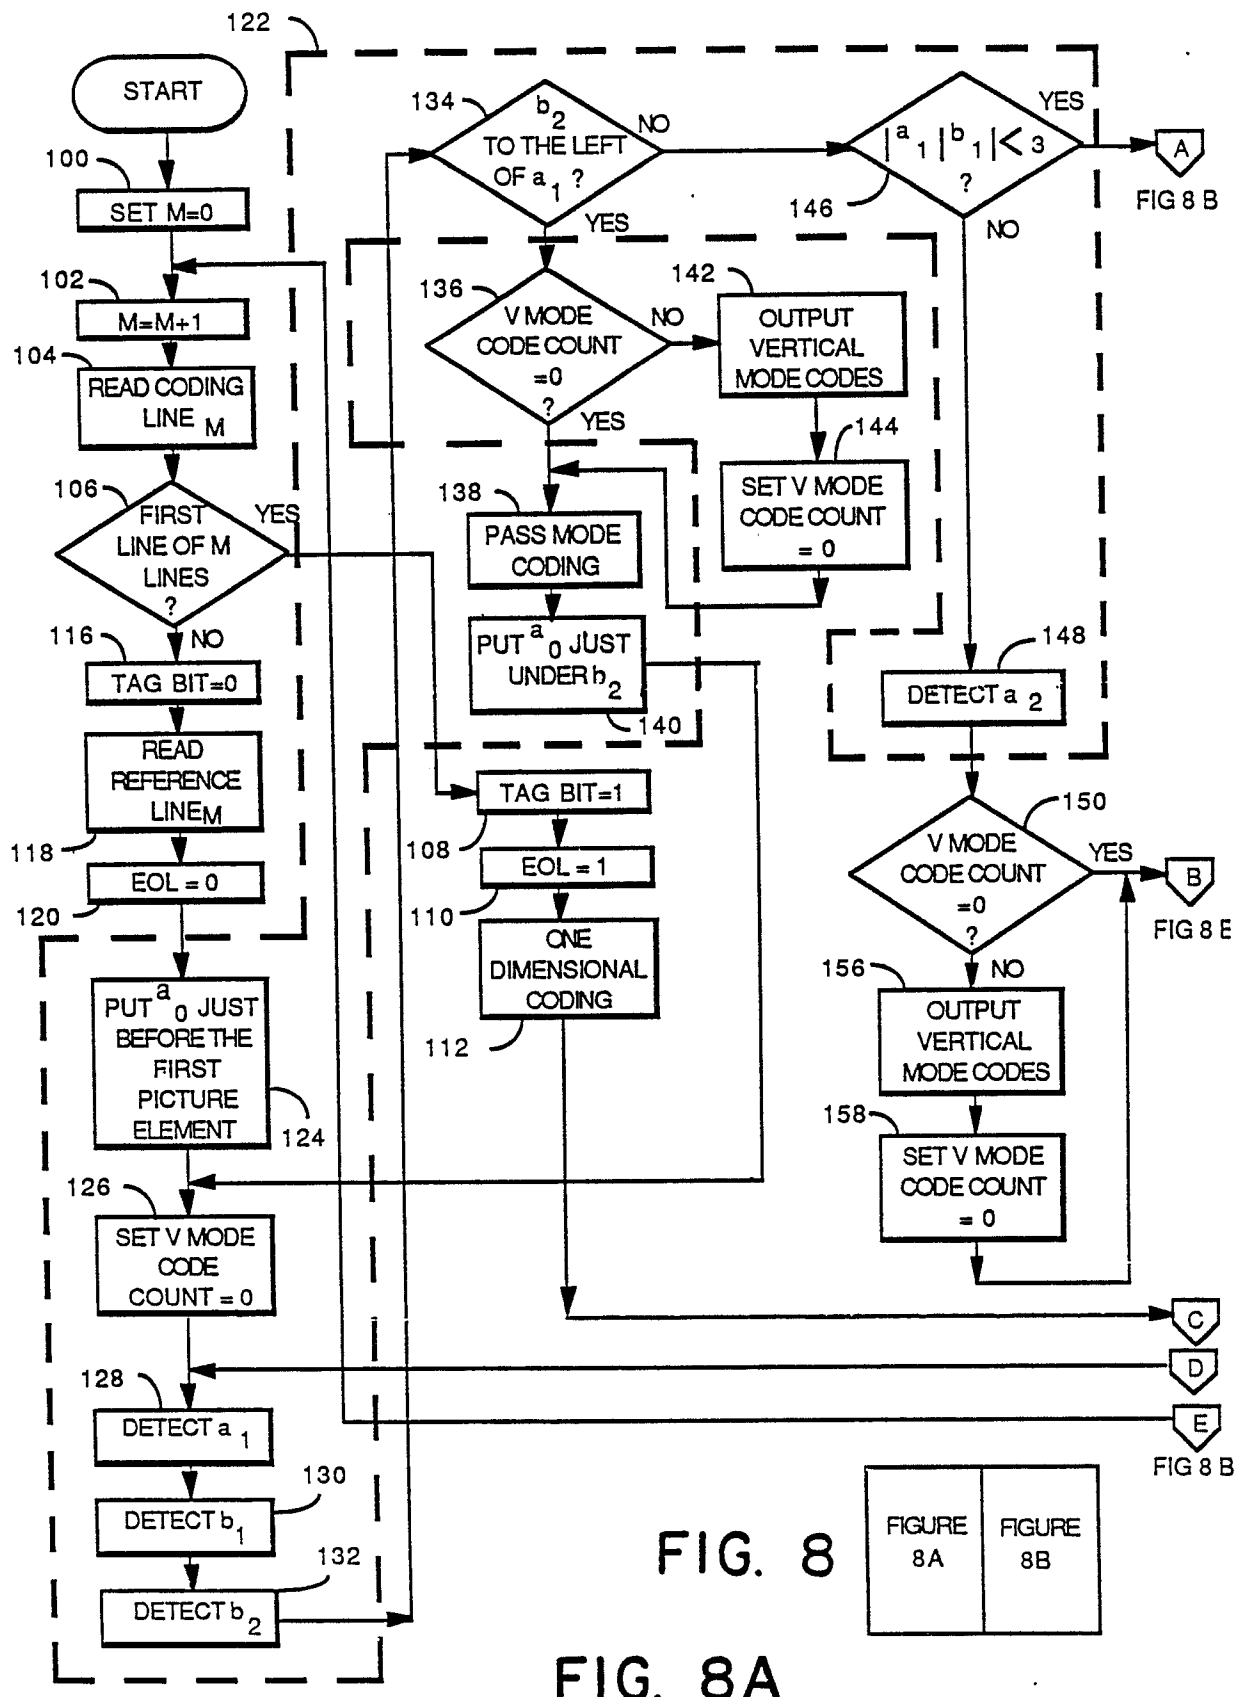 122
START
100
SET M=0
102
M=M+1
104
READ CODING
LINE M
106
FIRST
LINE OF M
LINES
?
YES
NO
116
TAG BIT=0
READ
REFERENCE
LINE M
118
EOL = 0
120
PUT a0 JUST
BEFORE THE
FIRST
PICTURE
ELEMENT
124
126
SET V MODE
CODE
COUNT = 0
128
DETECT a1
130
DETECT b1
132
DETECT b2
134
b2
TO THE LEFT
OF a1 ?
NO
YES
136
V MODE
CODE COUNT
=0
?
NO
YES
142
OUTPUT
VERTICAL
MODE CODES
144
SET V MODE
CODE COUNT
= 0
138
PASS MODE
CODING
PUT a0 JUST
UNDER b2
140
TAG BIT=1
108
EOL = 1
110
ONE
DIMENSIONAL
CODING
112
|a1|b1|< 3
?
146
YES
NO
A
FIG 8 B
148
DETECT a2
150
V MODE
CODE COUNT
=0
?
YES
NO
B
FIG 8 B
156
OUTPUT
VERTICAL
MODE CODES
158
SET V MODE
CODE COUNT
= 0
C
D
E
FIG 8 B
FIG. 8
FIGURE
8A
FIGURE
8B
FIG. 8A